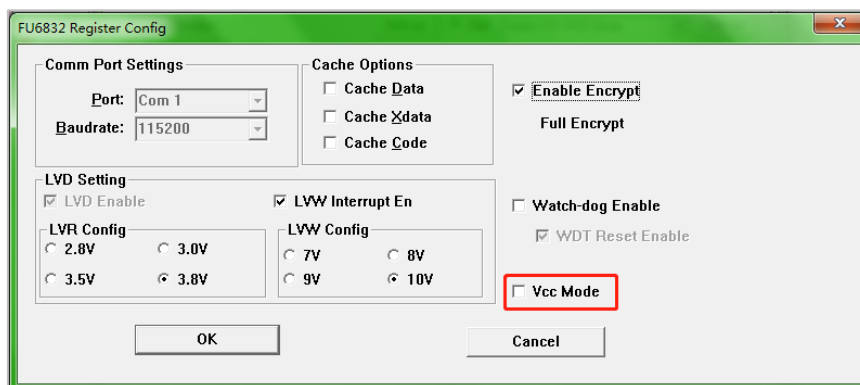 FU6832 Register Config
Comm Port Settings
Port: Com 1
Baudrate: 115200
Cache Options
Cache Data
Cache Xdata
Cache Code
Enable Encrypt
Full Encrypt
LVD Setting
LVD Enable
LVW Interrupt En
LVR Config
2.8V 3.0V
3.5V 3.8V
LVW Config
7V 8V
9V 10V
Watch-dog Enable
WDT Reset Enable
Vcc Mode
OK
Cancel